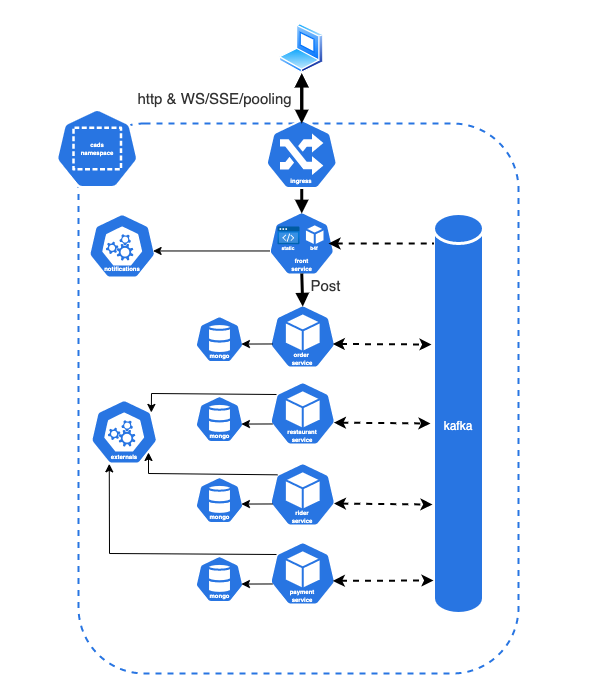 http & WS/SSE/pooling
cads
namespace
ingress
static
b4f
front
service
notifications
Post
order
service
mongo
restaurant
service
mongo
kafka
externals
rider
service
mongo
payment
service
mongo